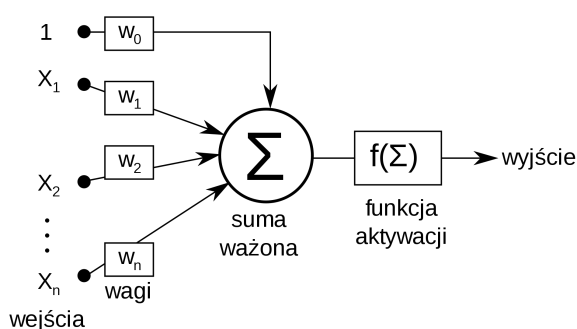 1 w0
X1 w1
X2 w2
⋮
Xn wn
wejścia
wagi
Σ
suma
ważona
f(Σ)
funkcja
aktywacji
wyjście